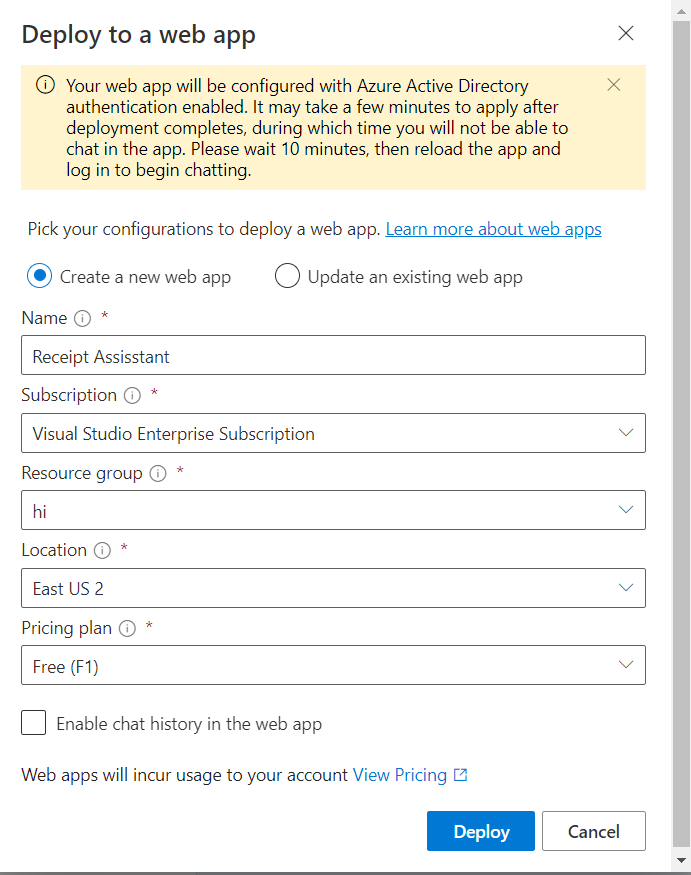 Deploy to a web app
Your web app will be configured with Azure Active Directory
authentication enabled. It may take a few minutes to apply after
deployment completes, during which time you will not be able to
chat in the app. Please wait 10 minutes, then reload the app and
log in to begin chatting.
Pick your configurations to deploy a web app. Learn more about web apps
Create a new web app Update an existing web app
Name *
Receipt Assisstant
Subscription *
Visual Studio Enterprise Subscription
Resource group *
hi
Location *
East US 2
Pricing plan *
Free (F1)
Enable chat history in the web app
Web apps will incur usage to your account View Pricing
Deploy Cancel